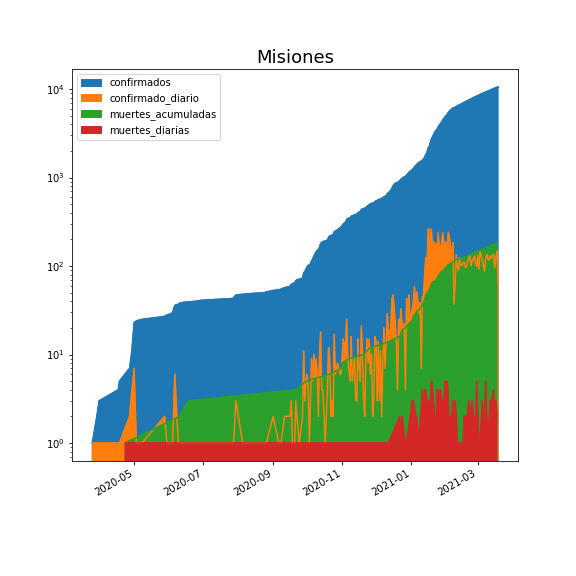 Misiones
confirmados
confirmado_diario
muertes_acumuladas
muertes_diarias
10⁴
10³
10²
10¹
10⁰
2020-05
2020-07
2020-09
2020-11
2021-01
2021-03